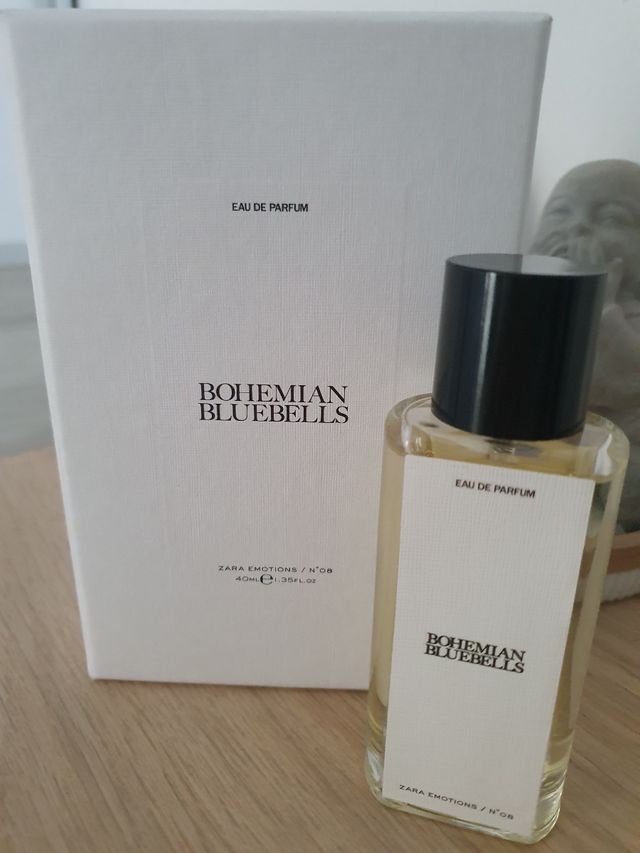 EAU DE PARFUM
BOHEMIAN
BLUEBELLS
ZARA EMOTIONS / N°08
40ML℮1.35FL.OZ
EAU DE PARFUM
BOHEMIAN
BLUEBELLS
ZARA EMOTIONS / N°08